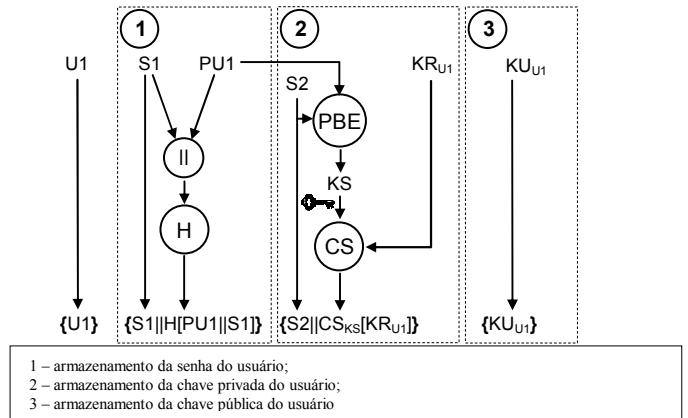 1 2 3
U1 S1 PU1 S2 KR_U1 KU_U1
PBE
II
KS
H
CS
{U1} {S1||H[PU1||S1]} {S2||CS_KS[KR_U1]} {KU_U1}
1 – armazenamento da senha do usuário;
2 – armazenamento da chave privada do usuário;
3 – armazenamento da chave pública do usuário